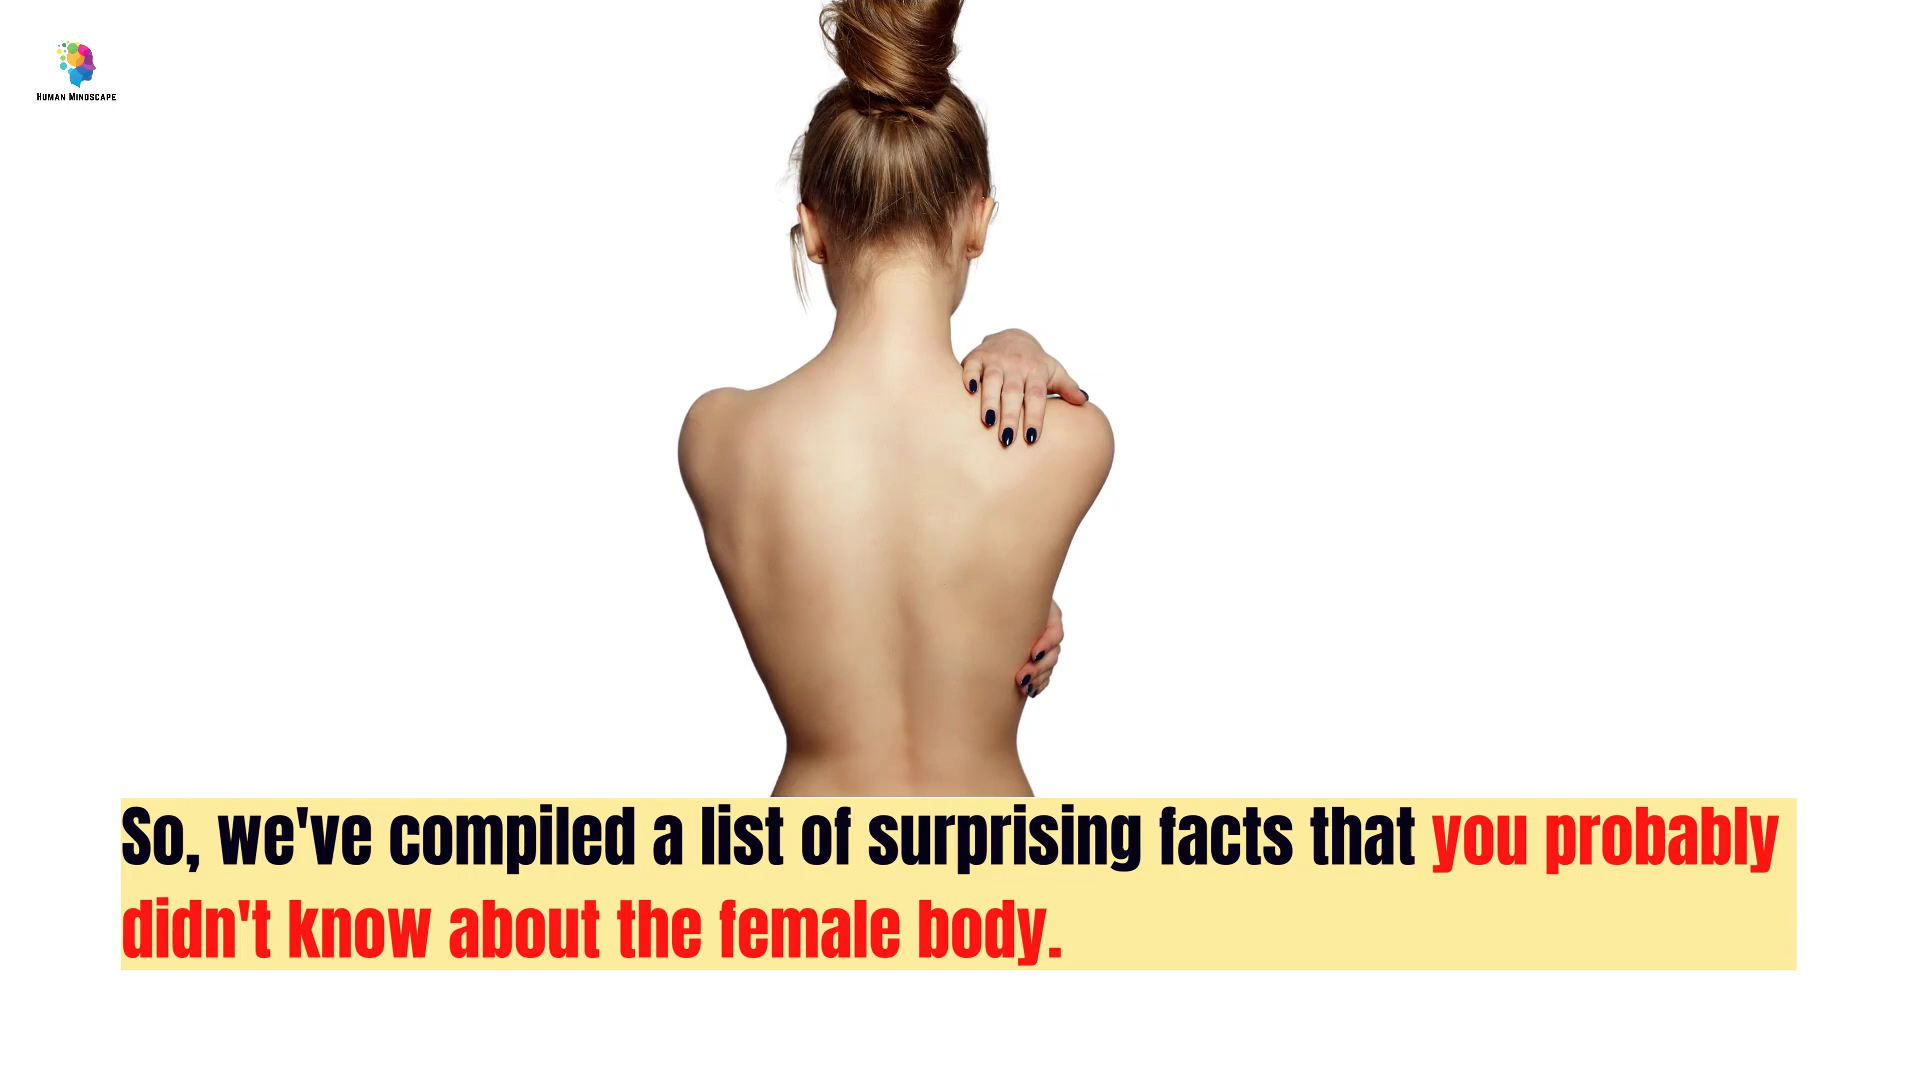 Human Mindscape
So, we've compiled a list of surprising facts that you probably
didn't know about the female body.